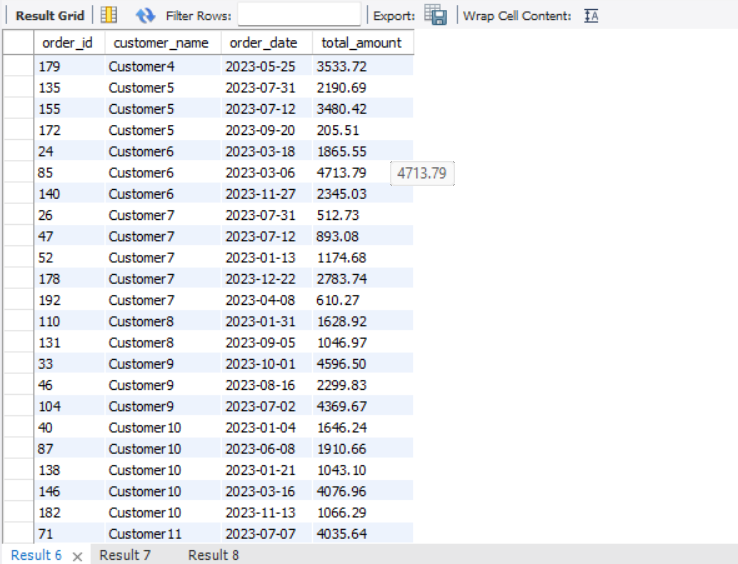 Result Grid Filter Rows: Export: Wrap Cell Content: IA
order_id customer_name order_date total_amount
179 Customer4 2023-05-25 3533.72
135 Customer5 2023-07-31 2190.69
155 Customer5 2023-07-12 3480.42
172 Customer5 2023-09-20 205.51
24 Customer6 2023-03-18 1865.55
85 Customer6 2023-03-06 4713.79 4713.79
140 Customer6 2023-11-27 2345.03
26 Customer7 2023-07-31 512.73
47 Customer7 2023-07-12 893.08
52 Customer7 2023-01-13 1174.68
178 Customer7 2023-12-22 2783.74
192 Customer7 2023-04-08 610.27
110 Customer8 2023-01-31 1628.92
131 Customer8 2023-09-05 1046.97
33 Customer9 2023-10-01 4596.50
46 Customer9 2023-08-16 2299.83
104 Customer9 2023-07-02 4369.67
40 Customer10 2023-01-04 1646.24
87 Customer10 2023-06-08 1910.66
138 Customer10 2023-01-21 1043.10
146 Customer10 2023-03-16 4076.96
182 Customer10 2023-11-13 1066.29
71 Customer11 2023-07-07 4035.64
Result 6 × Result 7 Result 8